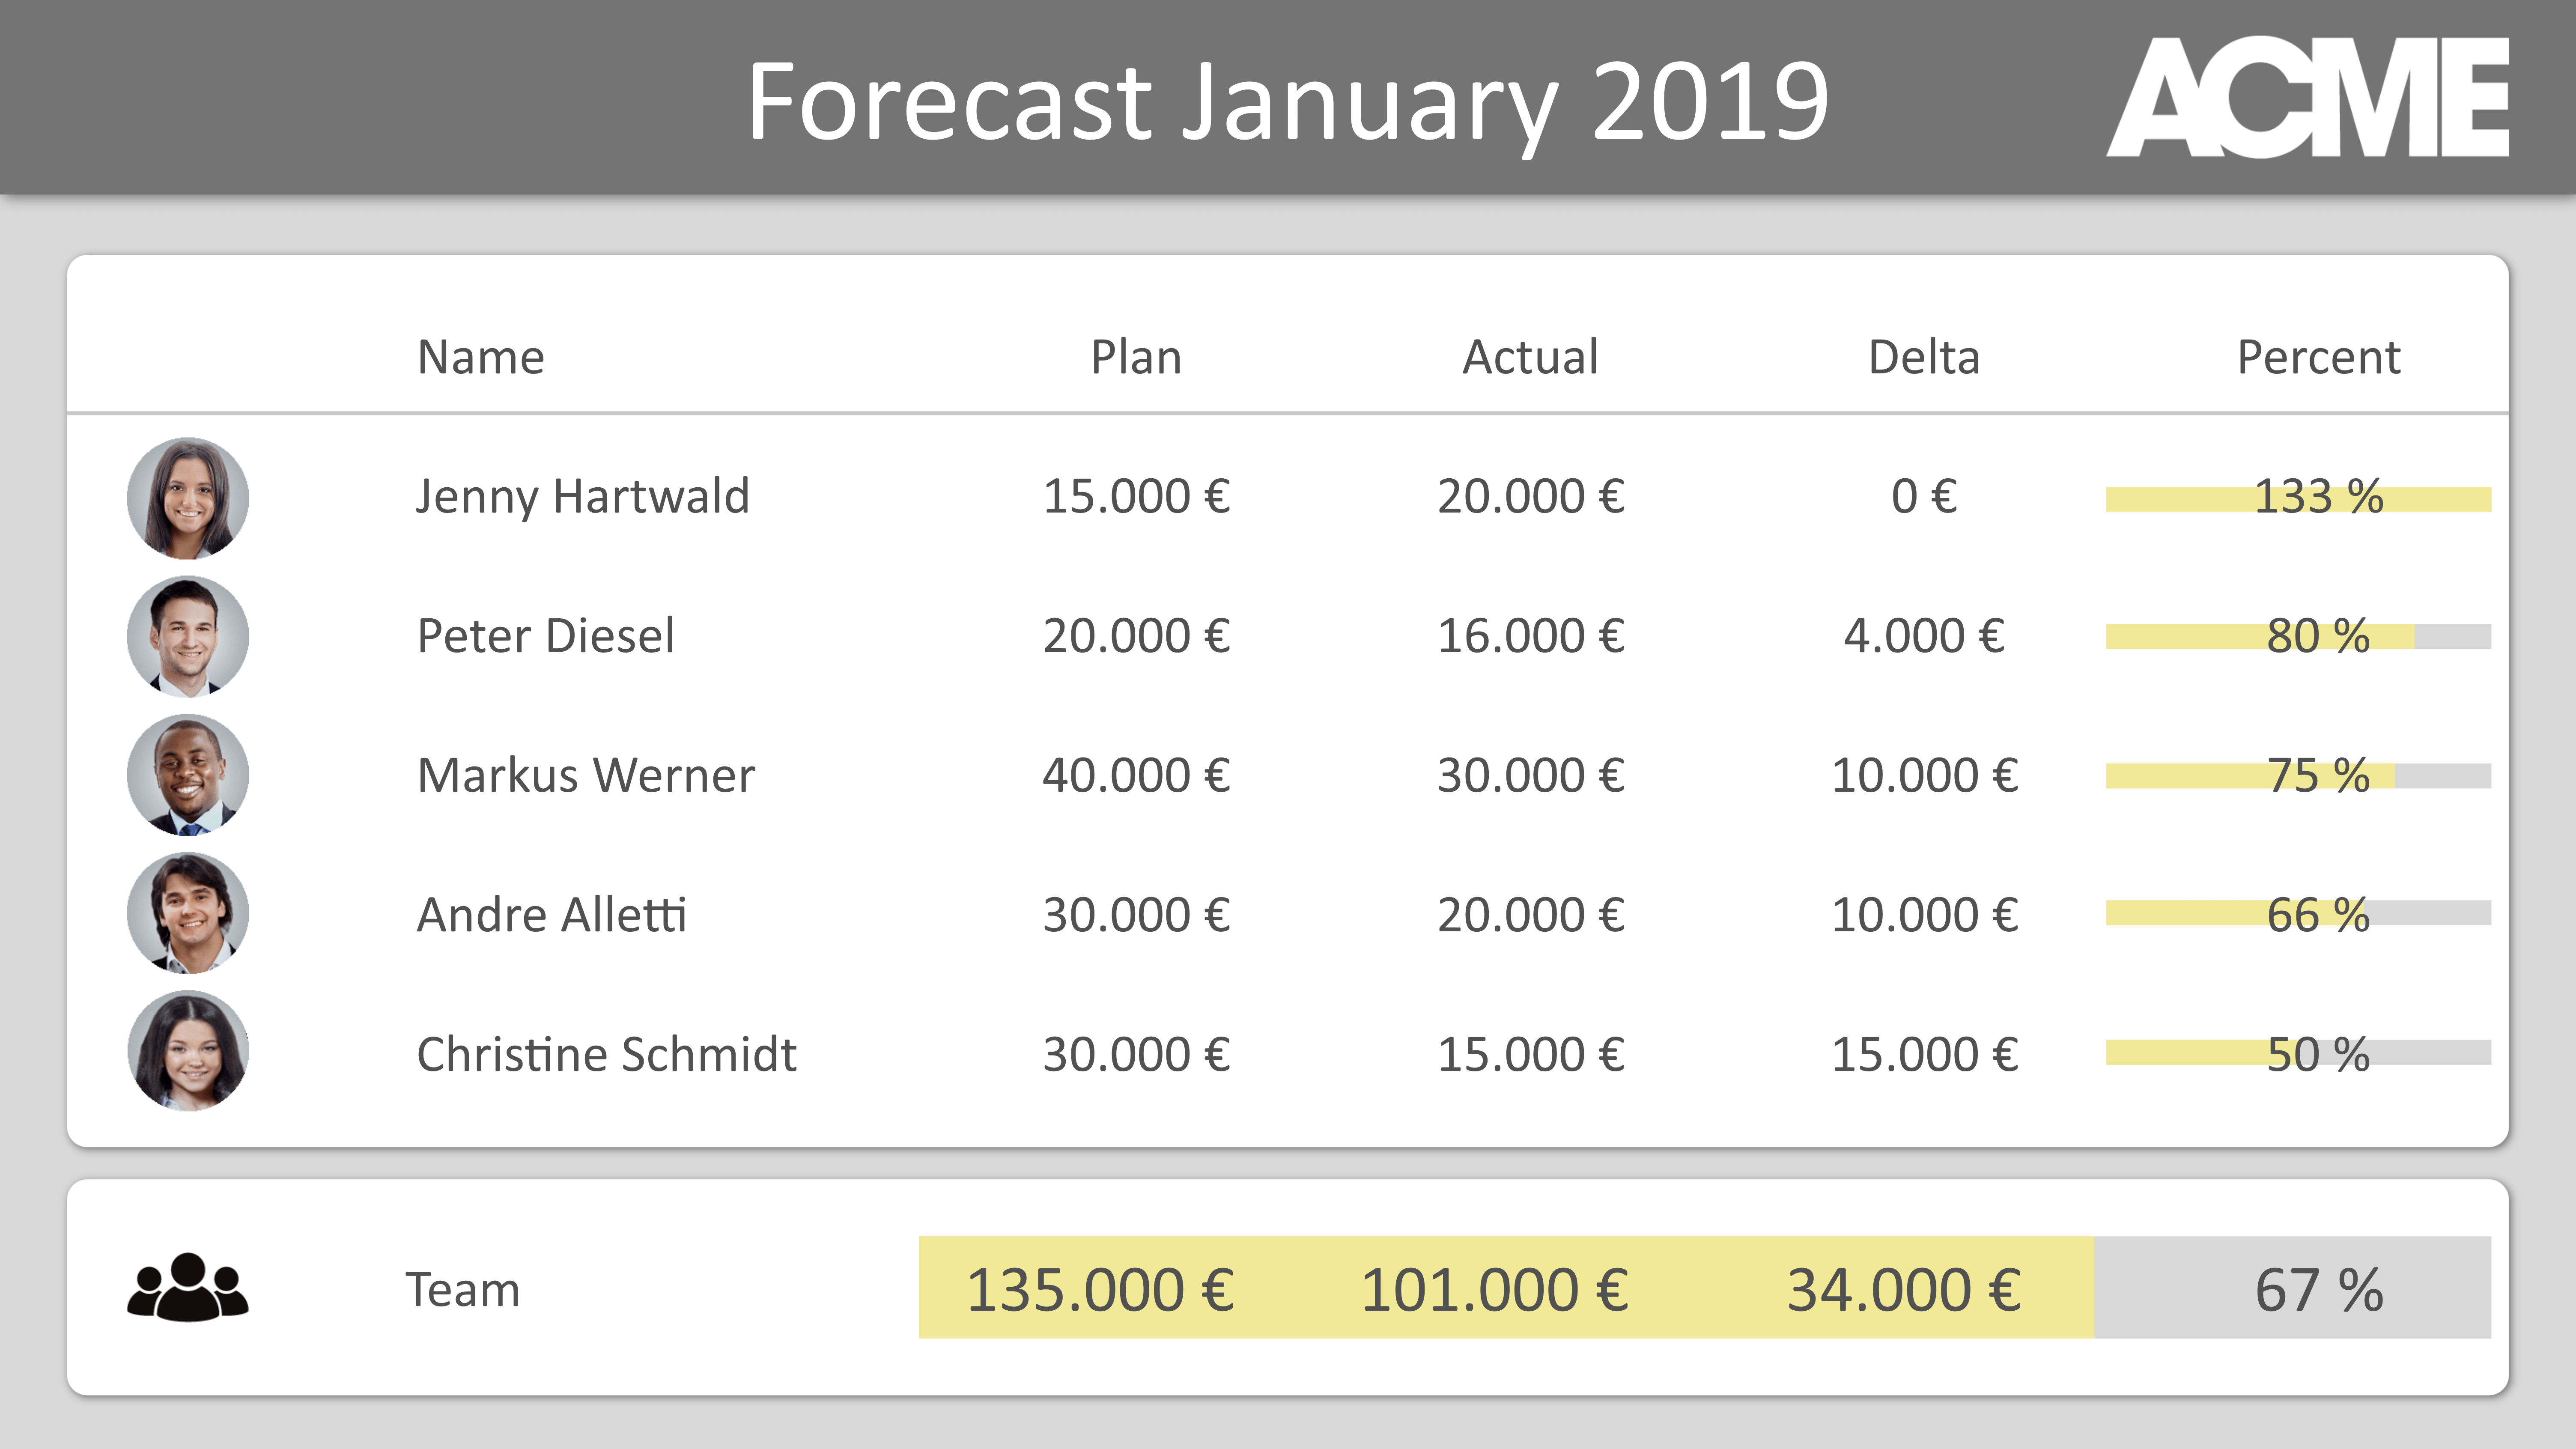 Forecast January 2019 ACME
Name Plan Actual Delta Percent
Jenny Hartwald 15.000 € 20.000 € 0 € 133 %
Peter Diesel 20.000 € 16.000 € 4.000 € 80 %
Markus Werner 40.000 € 30.000 € 10.000 € 75 %
Andre Alletti 30.000 € 20.000 € 10.000 € 66 %
Christine Schmidt 30.000 € 15.000 € 15.000 € 50 %
Team 135.000 € 101.000 € 34.000 € 67 %